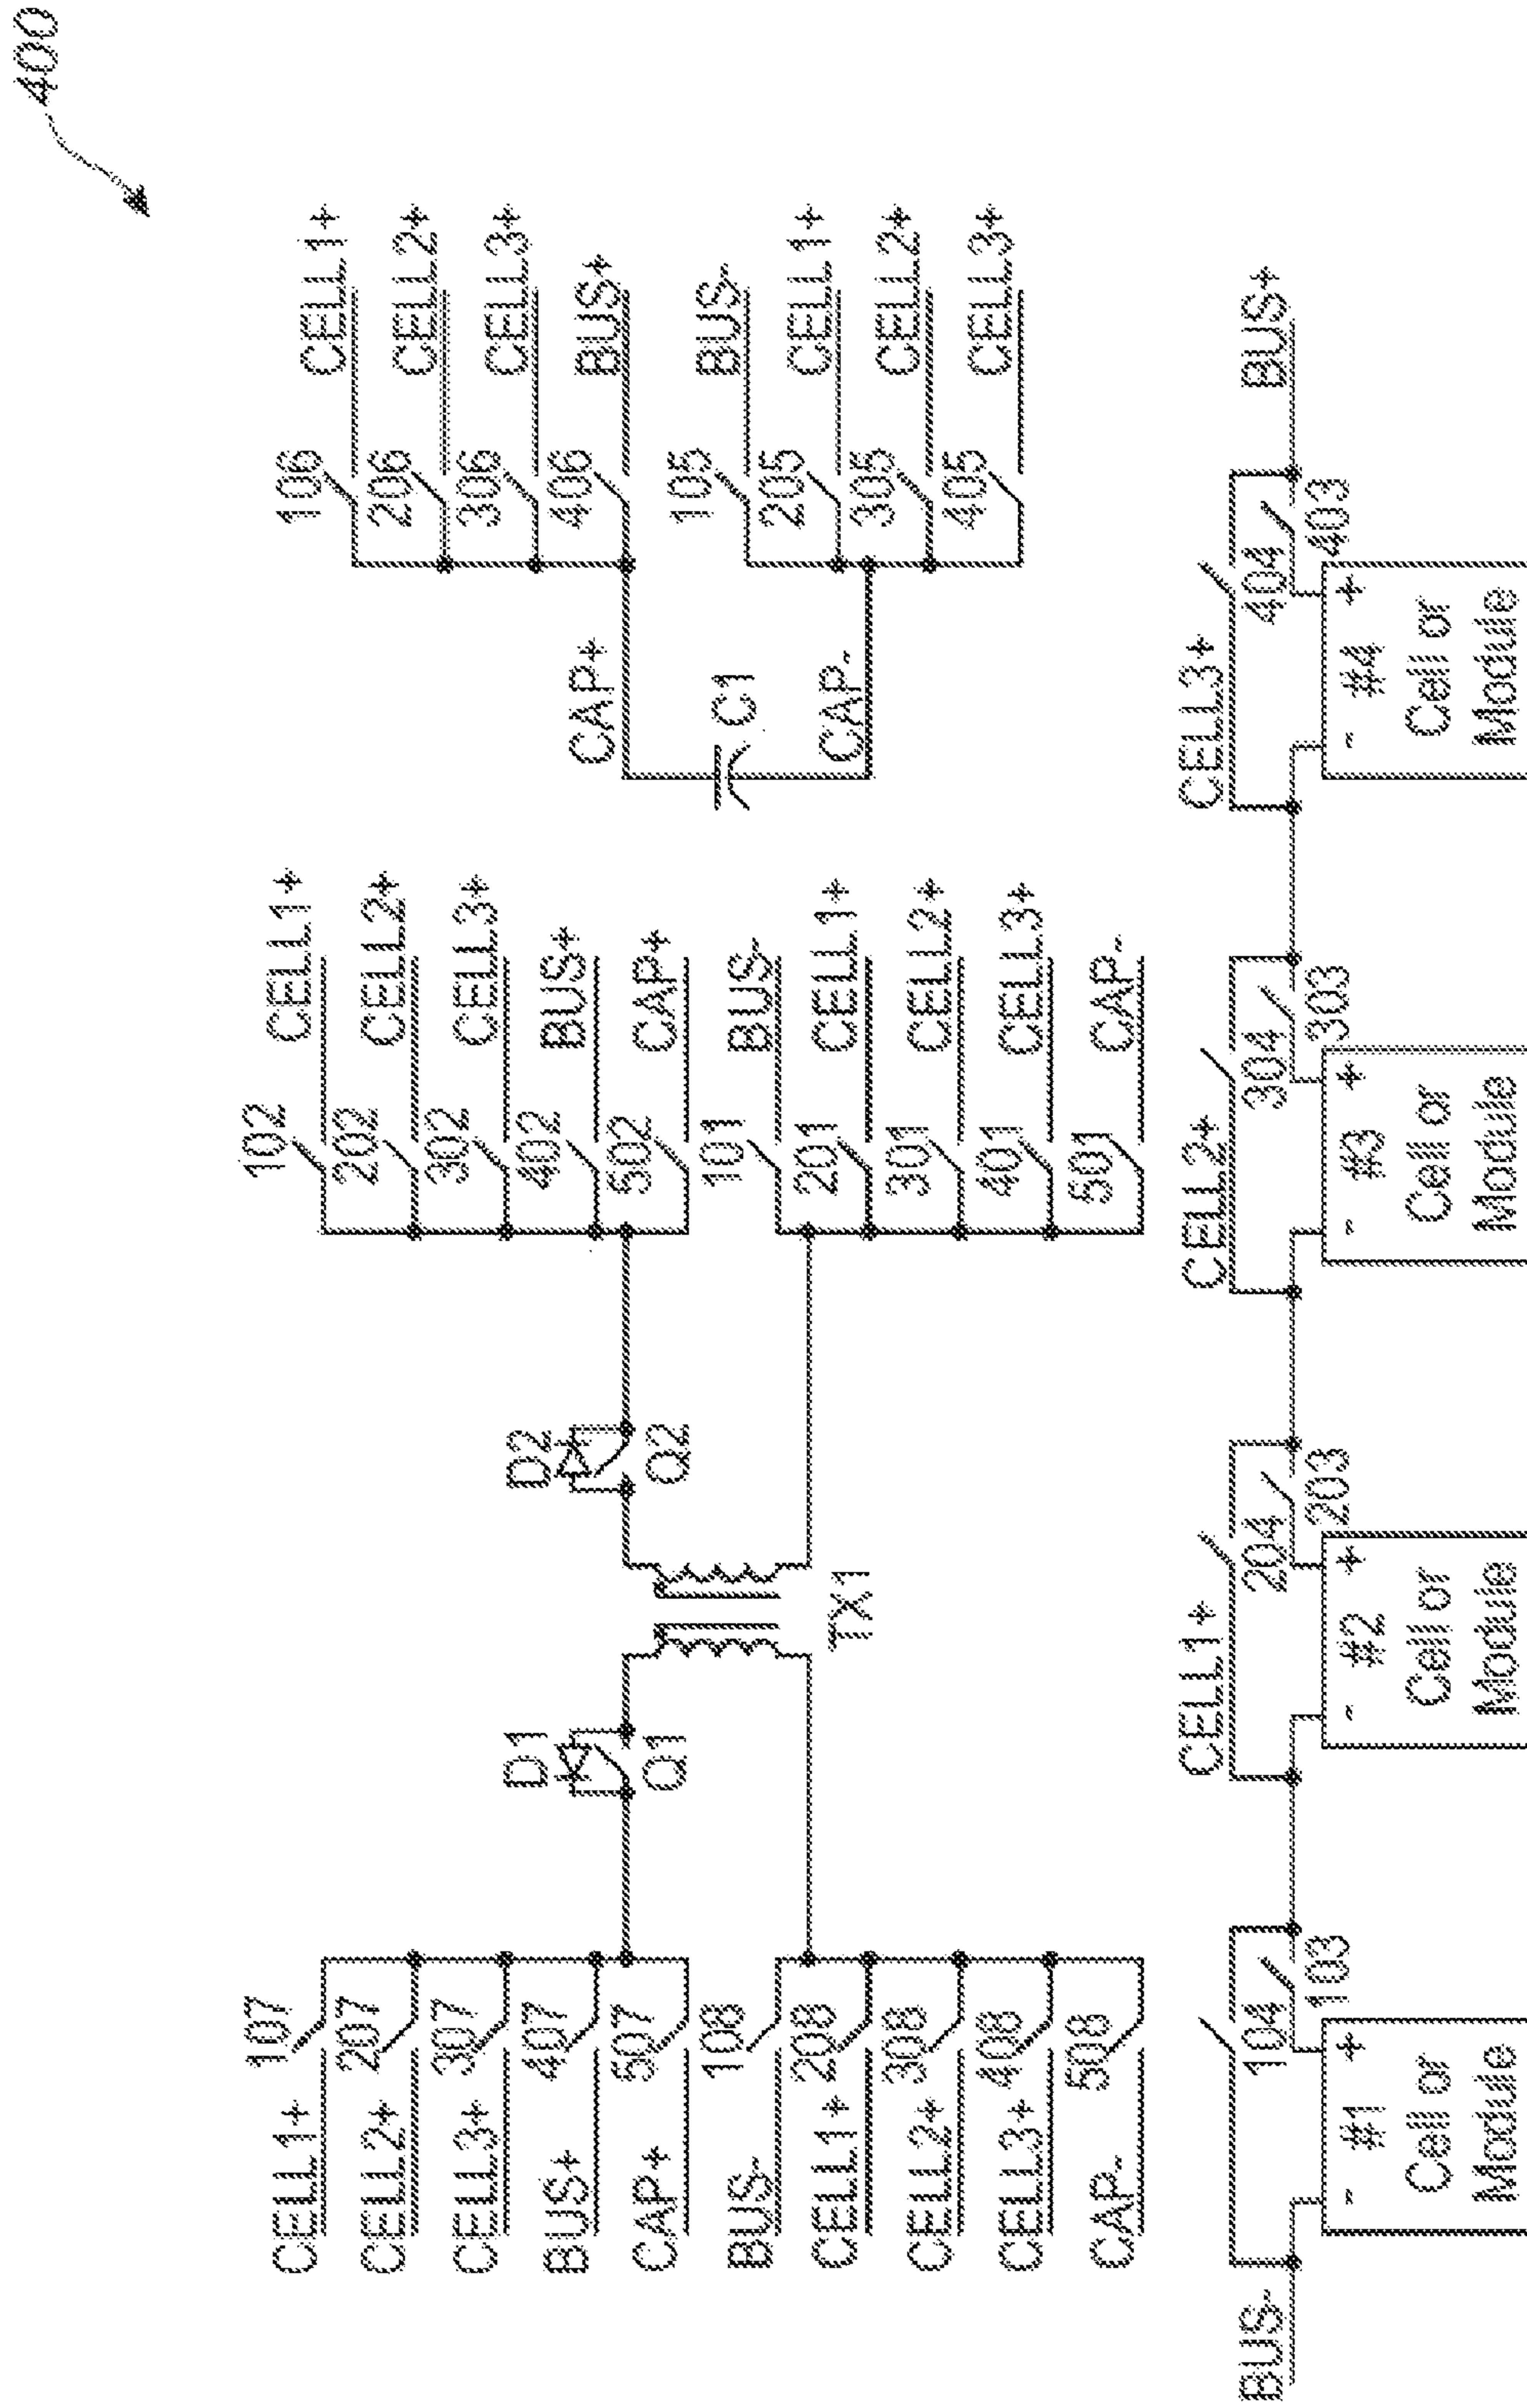 400
CELL1+ 107
CELL2+ 207
CELL3+ 307
BUS+ 407
CAP+ 507
BUS- 108
CELL1+ 208
CELL2+ 308
CELL3+ 408
CAP- 508
D1
Q1
TX1
D2
Q2
102 CELL1+
202 CELL2+
302 CELL3+
402 BUS+
502 CAP+
101 BUS-
201 CELL1+
301 CELL2+
401 CELL3+
501 CAP-
CAP+
C1
CAP-
106 CELL1+
206 CELL2+
306 CELL3+
406 BUS+
105 BUS-
205 CELL1+
305 CELL2+
405 CELL3+
BUS-
104
103
- #1 +
Cell or
Module
CELL1+
204
203
- #2 +
Cell or
Module
CELL2+
304
303
- #3 +
Cell or
Module
CELL3+
404
403
- #4 +
Cell or
Module
BUS+